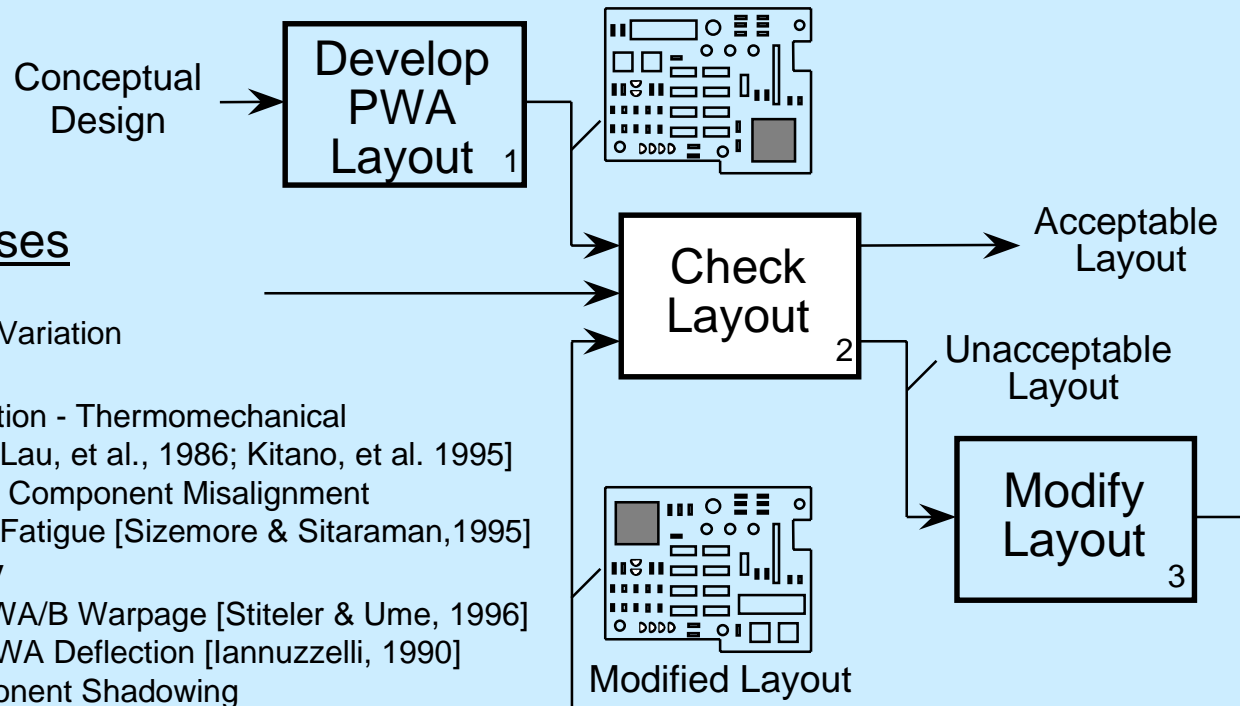 Conceptual
Design
Develop
PWA
Layout
1
ses
Variation
tion - Thermomechanical
Lau, et al., 1986; Kitano, et al. 1995]
Component Misalignment
Fatigue [Sizemore & Sitaraman,1995]
WA/B Warpage [Stiteler & Ume, 1996]
WA Deflection [Iannuzzelli, 1990]
onent Shadowing
Check
Layout
2
Acceptable
Layout
Unacceptable
Layout
Modify
Layout
3
Modified Layout